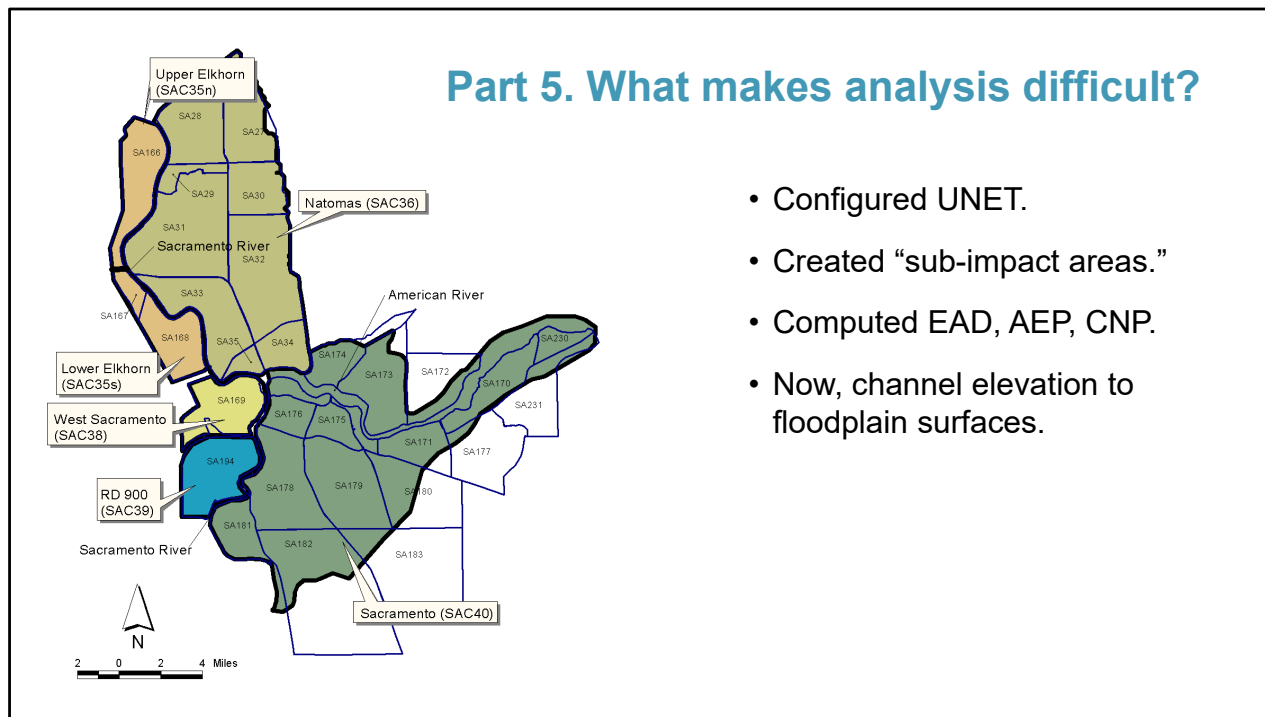 Part 5. What makes analysis difficult?
Upper Elkhorn
(SAC35n)
SA28
SA27
SA166
SA29
SA30
Natomas (SAC36)
SA31
Sacramento River
SA32
SA33
American River
SA167
SA168
SA35
SA34
SA174
SA230
Lower Elkhorn
(SAC35s)
SA173
SA172
SA170
SA231
SA169
SA176
SA175
West Sacramento
(SAC38)
SA171
SA177
SA194
RD 900
(SAC39)
SA178
SA179
SA180
SA181
Sacramento River
SA182
SA183
Sacramento (SAC40)
N
2 0 2 4 Miles
• Configured UNET.
• Created “sub-impact areas.”
• Computed EAD, AEP, CNP.
• Now, channel elevation to
floodplain surfaces.